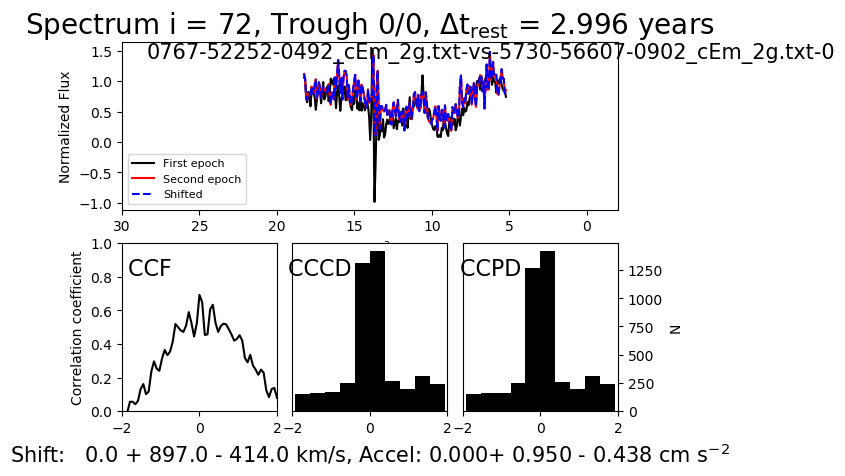 Spectrum i = 72, Trough 0/0, Δt_rest = 2.996 years
0767-52252-0492_cEm_2g.txt-vs-5730-56607-0902_cEm_2g.txt-0
Normalized Flux
1.5
1.0
0.5
0.0
−0.5
−1.0
First epoch
Second epoch
Shifted
30 25 20 15 10 5 0
Correlation coefficient
1.0
0.8
0.6
0.4
0.2
0.0
CCF
−2 0 2
CCCD
−2 0 2
CCPD
−2 0 2
1250
1000
750
500
250
0
N
Shift: 0.0 + 897.0 - 414.0 km/s, Accel: 0.000+ 0.950 - 0.438 cm s⁻²